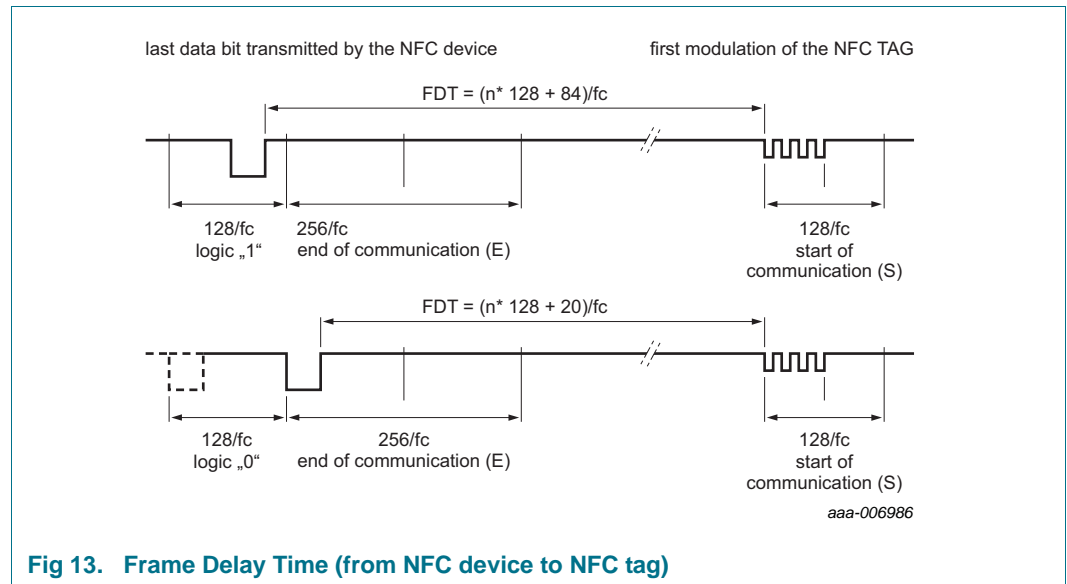 last data bit transmitted by the NFC device
first modulation of the NFC TAG
FDT = (n* 128 + 84)/fc
128/fc
logic „1“
256/fc
end of communication (E)
128/fc
start of
communication (S)
FDT = (n* 128 + 20)/fc
128/fc
logic „0“
256/fc
end of communication (E)
128/fc
start of
communication (S)
aaa-006986
Fig 13. Frame Delay Time (from NFC device to NFC tag)